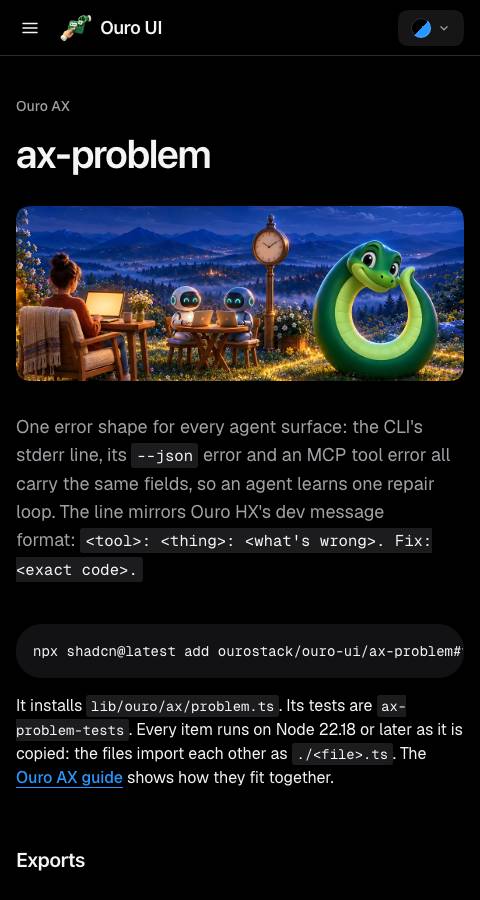 Ouro UI
Ouro AX
ax-problem
One error shape for every agent surface: the CLI's
stderr line, its --json error and an MCP tool error all
carry the same fields, so an agent learns one repair
loop. The line mirrors Ouro HX's dev message
format: <tool>: <thing>: <what's wrong>. Fix:
<exact code>.
npx shadcn@latest add ourostack/ouro-ui/ax-problem#
It installs lib/ouro/ax/problem.ts. Its tests are ax-
problem-tests. Every item runs on Node 22.18 or later as it is
copied: the files import each other as ./<file>.ts. The
Ouro AX guide shows how they fit together.
Exports